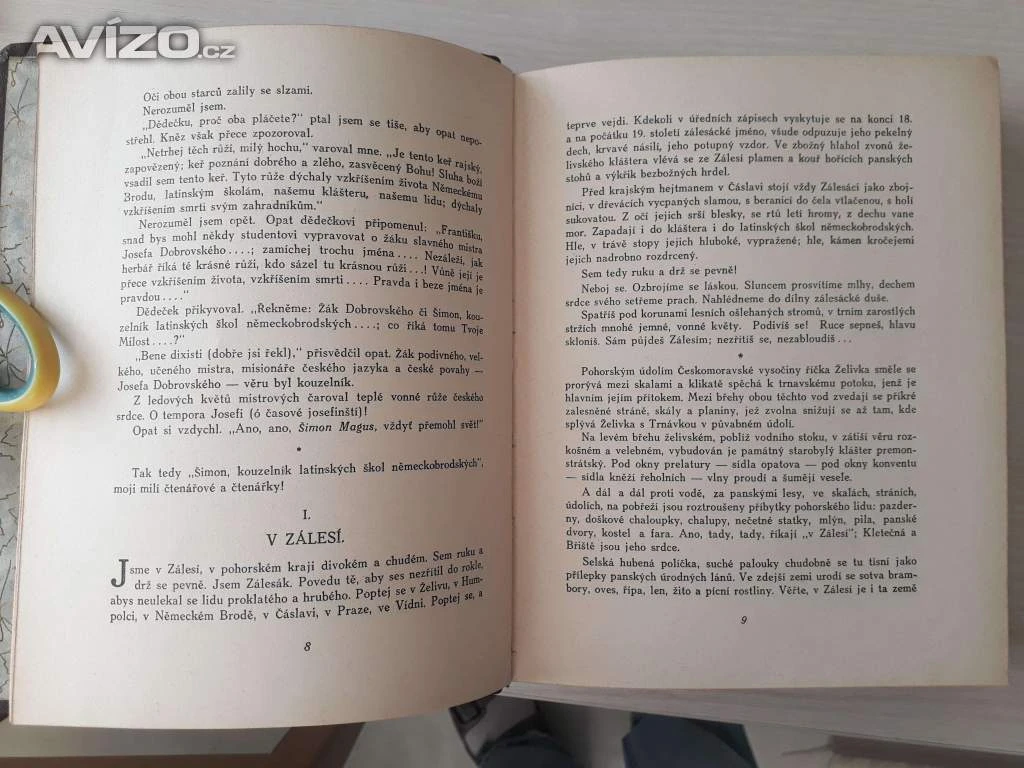 AVÍZO.cz
Oči obou starců zalily se slzami.
Nerozuměl jsem.
„Dědečku, proč oba pláčete?" ptal jsem se tiše, aby opat nepo-
střehl. Kněz však přece zpozoroval.
„Netrhej těch růží, milý hochu," varoval mne. „Je tento keř rajský,
zapovězený; keř poznání dobrého a zlého, zasvěcený Bohu! Sluha boží
vsadil sem tento keř. Tyto růže dýchaly vzkříšením života Německému
Brodu, latinským školám, našemu klášteru, našemu lidu; dýchaly
vzkříšením smrti svým zahradníkům."
Nerozuměl jsem opět. Opat dědečkovi připomenul: „Františku,
snad bys mohl někdy studentovi vypravovat o žáku slavného mistra
Josefa Dobrovského . . . .; zamíchej trochu jména . . . . Nezáleží, jak
herbář říká té krásné růži, kdo sázel tu krásnou růži . . .! Vůně její je
přece vzkříšením života, vzkříšením smrti . . . . Pravda i beze jména je
pravdou . . . ."
Dědeček přikyvoval. „Řekněme: Žák Dobrovského či Šimon, kou-
zelník latinských škol německobrodských . . . .; co říká tomu Tvoje
Milost . . . .?"
„Bene dixisti (dobře jsi řekl)," přisvědčil opat. Žák podivného, vel-
kého, učeného mistra, misionáře českého jazyka a české povahy —
Josefa Dobrovského — věru byl kouzelník.
Z ledových květů mistrových čaroval teplé vonné růže českého
srdce. O tempora Josefi (ó časové josefinští)!
Opat si vzdychl. „Ano, ano, Šimon Magus, vždyť přemohl svět!"
*
Tak tedy „Šimon, kouzelník latinských škol německobrodských",
moji milí čtenářové a čtenářky!
I.
V ZÁLESÍ.
Jsme v Zálesí, v pohorském kraji divokém a chudém. Sem ruku a
drž se pevně. Jsem Zálesák. Povedu tě, aby ses nezřítil do rokle,
abys neulekal se lidu proklatého a hrubého. Poptej se v Želivu, v Hum-
polci, v Německém Brodě, v Čáslavi, v Praze, ve Vídni. Poptej se, a
8
teprve vejdi. Kdekoli v úředních zápisech vyskytuje se na konci 18.
a na počátku 19. století zálesácké jméno, všude odpuzuje jeho pekelný
dech, krvavé násilí, jeho potupný vzdor. Ve zbožný hlahol zvonů že-
livského kláštera vlévá se ze Zálesí plamen a kouř hořících panských
stohů a výkřik bezbožných hrdel.
Před krajským hejtmanem v Čáslavi stojí vždy Zálesáci jako zboj-
níci, v dřevácích vycpaných slamou, s beranicí do čela vtlačenou, s holí
sukovatou. Z očí jejich srší blesky, se rtů letí hromy, z dechu vane
mor. Zapadají i do kláštera i do latinských škol německobrodských.
Hle, v trávě stopy jejich hluboké, vypražené; hle, kámen kročejemi
jejich nadrobno rozdrcený.
Sem tedy ruku a drž se pevně!
Neboj se. Ozbrojíme se láskou. Sluncem prosvítíme mlhy, dechem
srdce svého setřeme prach. Nahlédneme do dílny zálesácké duše.
Spatříš pod korunami lesních ošlehaných stromů, v trním zarostlých
stržích mnohé jemné, vonné květy. Podivíš se! Ruce sepneš, hlavu
skloníš. Sám půjdeš Zálesím; nezřítíš se, nezabloudíš . . .
*
Pohorským údolím Českomoravské vysočiny říčka Želivka směle se
prorývá mezi skalami a klikatě spěchá k trnavskému potoku, jenž je
hlavním jejím přítokem. Mezi břehy obou těchto vod zvedají se příkré
zalesněné stráně, skály a planiny, jež zvolna snižují se až tam, kde
splývá Želivka s Trnávkou v půvabném údolí.
Na levém břehu želivském, poblíž vodního stoku, v zátiší věru roz-
košném a velebném, vybudován je památný starobylý klášter premon-
strátský. Pod okny prelatury — sídla opatova — pod okny konventu
— sídla kněží řeholních — vlny proudí a šumějí vesele.
A dál a dál proti vodě, za panskými lesy, ve skalách, stráních,
údolích, na pobřeží jsou roztroušeny příbytky pohorského lidu: pazder-
ny, doškové chaloupky, chalupy, nečetné statky, mlýn, pila, panské
dvory, kostel a fara. Ano, tady, tady, říkají „v Zálesí"; Kletečná a
Bříště jsou jeho srdce.
Selská hubená políčka, suché palouky chudobně se tu tisní jako
přílepky panských úrodných lánů. Ve zdejší zemi urodí se sotva bram-
bory, oves, řípa, len, žito a pícní rostliny. Věřte, v Zálesí je i ta země
9